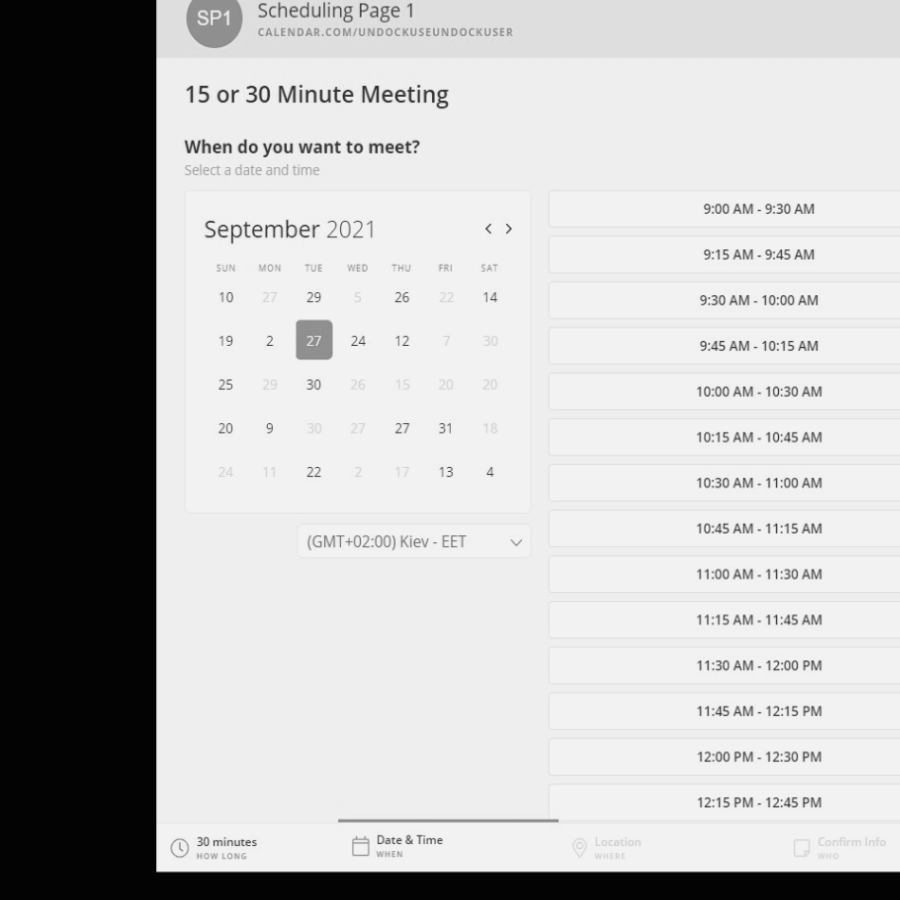 SP1
Scheduling Page 1
CALENDAR.COM/UNDOCKUSEUNDOCKUSER
15 or 30 Minute Meeting
When do you want to meet?
Select a date and time
September 2021
SUN MON TUE WED THU FRI SAT
10 27 29 5 26 22 14
19 2 27 24 12 7 30
25 29 30 26 15 20 20
20 9 30 27 27 31 18
24 11 22 2 17 13 4
(GMT+02:00) Kiev - EET
9:00 AM - 9:30 AM
9:15 AM - 9:45 AM
9:30 AM - 10:00 AM
9:45 AM - 10:15 AM
10:00 AM - 10:30 AM
10:15 AM - 10:45 AM
10:30 AM - 11:00 AM
10:45 AM - 11:15 AM
11:00 AM - 11:30 AM
11:15 AM - 11:45 AM
11:30 AM - 12:00 PM
11:45 AM - 12:15 PM
12:00 PM - 12:30 PM
12:15 PM - 12:45 PM
30 minutes
HOW LONG
Date & Time
WHEN
Location
WHERE
Confirm Info
WHO